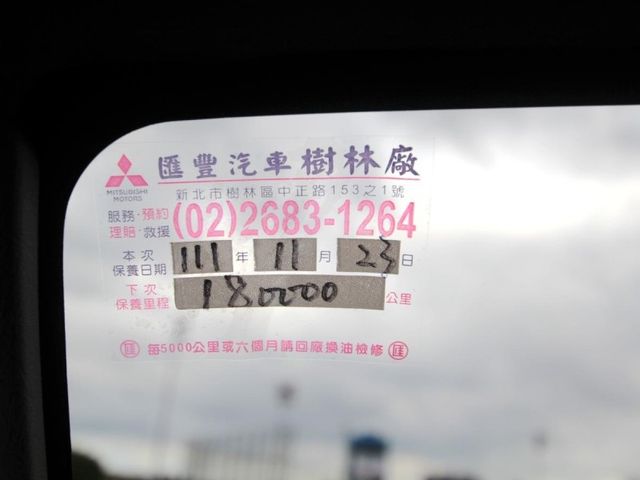 匯豐汽車樹林廠
MITSUBISHI MOTORS
新北市樹林區中正路153之1號
服務・預約
理賠・救援
(02)2683-1264
本次保養日期 111 年 11 月 23 日
下次保養里程 180000 公里
匯 每5000公里或六個月請回廠換油檢修 匯